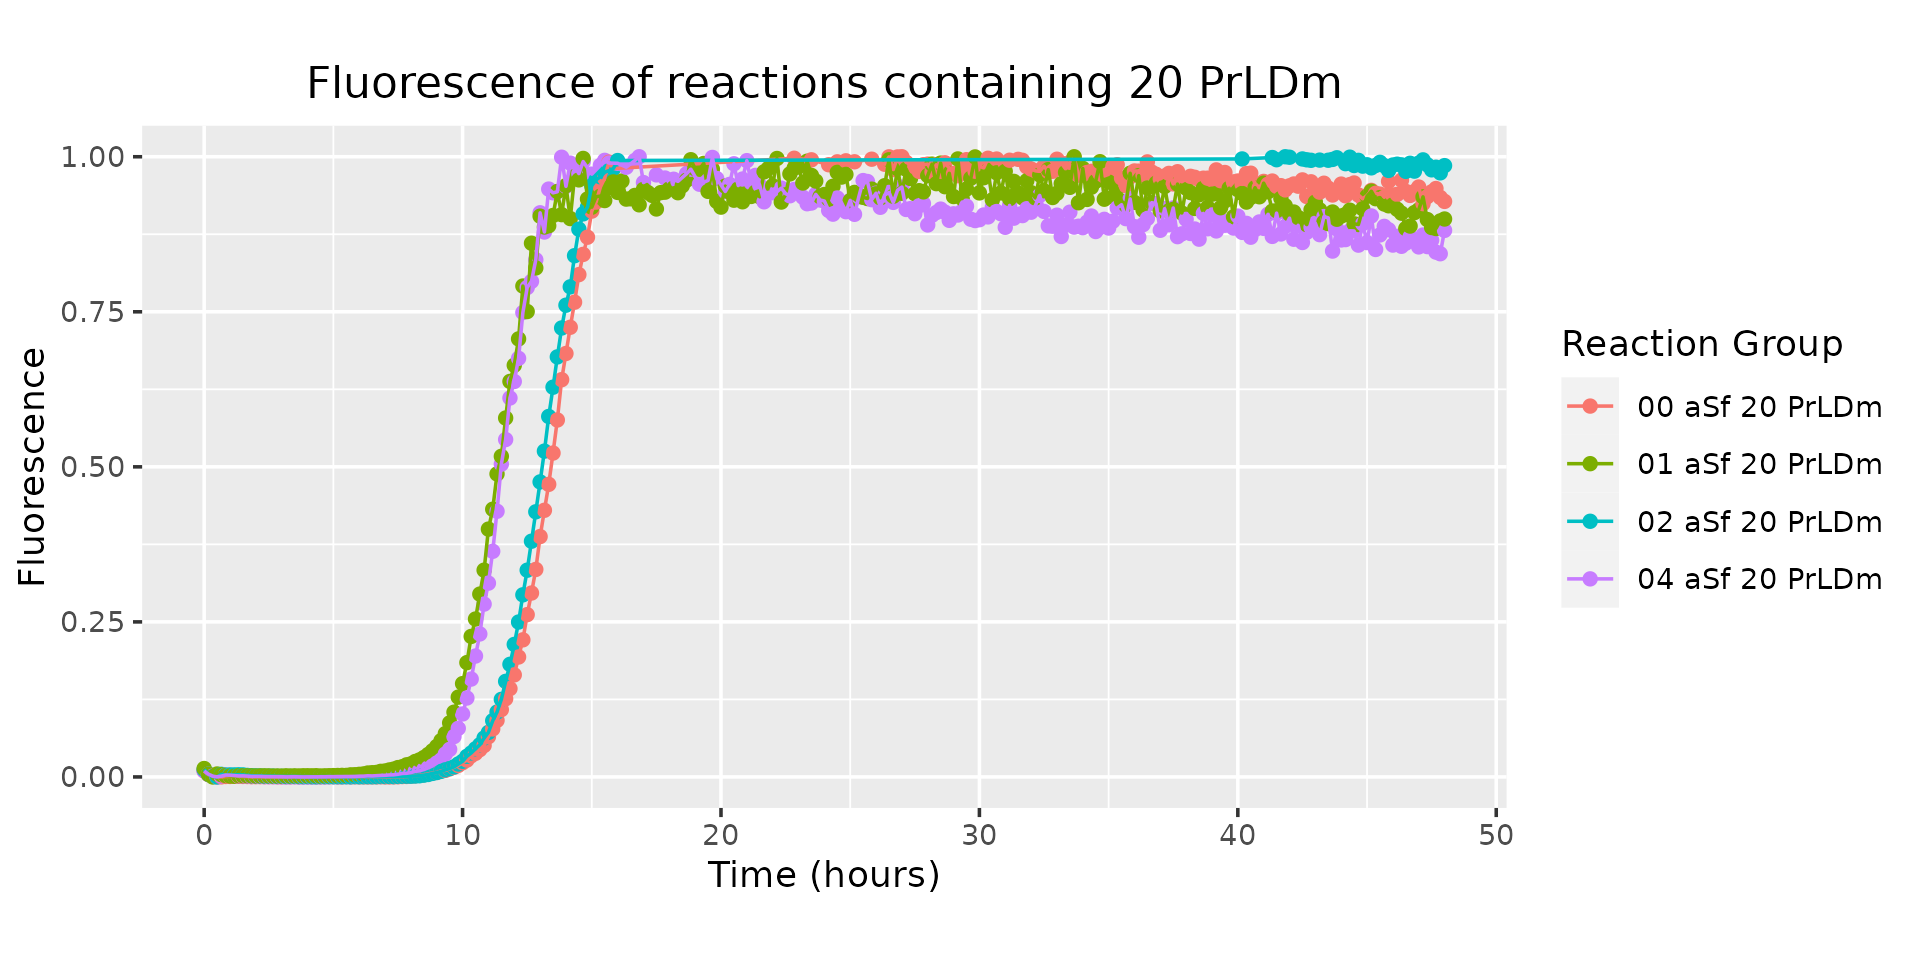 Fluorescence of reactions containing 20 PrLDm
1.00
0.75
0.50
0.25
0.00
Fluorescence
0 10 20 30 40 50
Time (hours)
Reaction Group
00 aSf 20 PrLDm
01 aSf 20 PrLDm
02 aSf 20 PrLDm
04 aSf 20 PrLDm